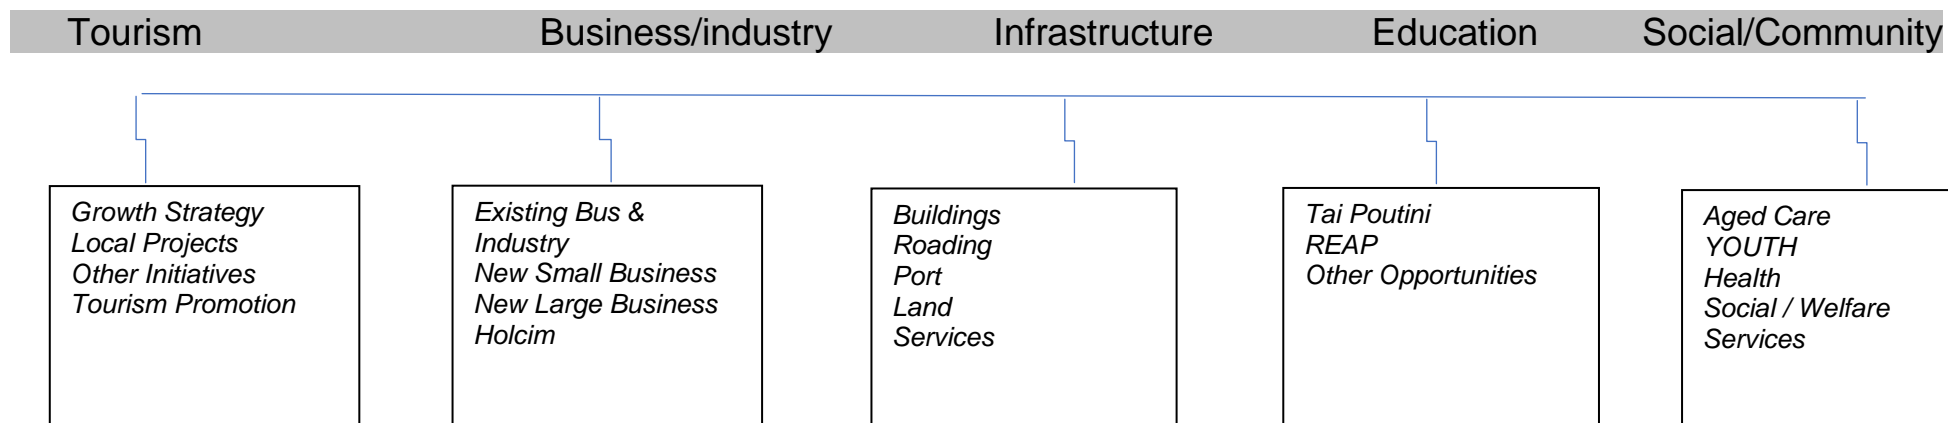 Tourism Business/industry Infrastructure Education Social/Community
Growth Strategy
Local Projects
Other Initiatives
Tourism Promotion
Existing Bus &
Industry
New Small Business
New Large Business
Holcim
Buildings
Roading
Port
Land
Services
Tai Poutini
REAP
Other Opportunities
Aged Care
YOUTH
Health
Social / Welfare
Services